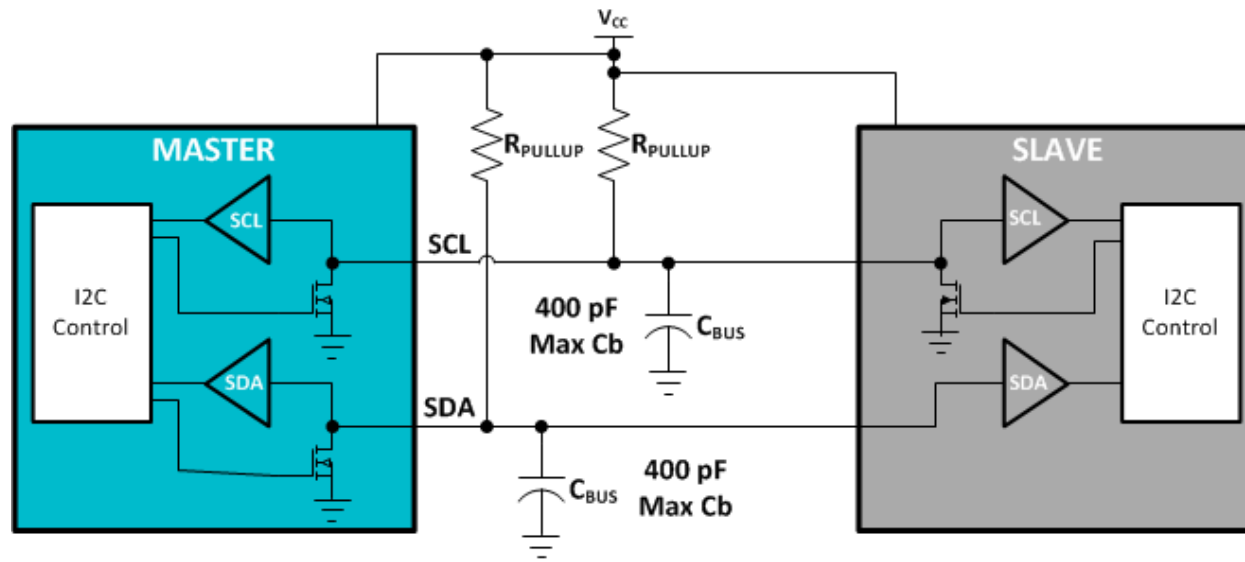 VCC
MASTER
RPULLUP
RPULLUP
SLAVE
SCL
SCL
SCL
I2C
Control
400 pF
Max Cb
CBUS
I2C
Control
SDA
SDA
SDA
CBUS
400 pF
Max Cb